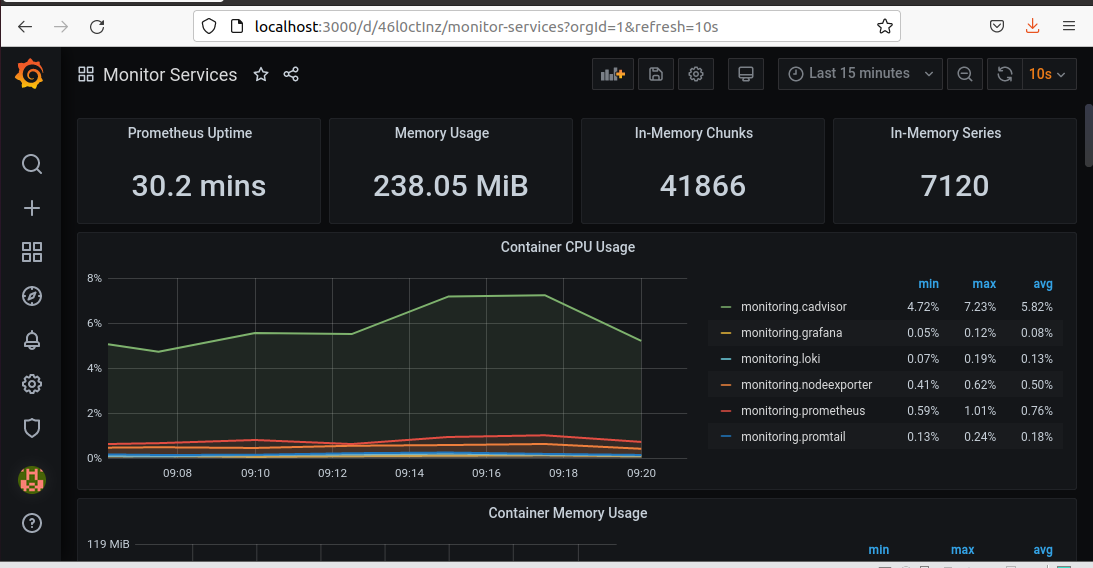 localhost:3000/d/46l0ctInz/monitor-services?orgId=1&refresh=10s
Monitor Services
Last 15 minutes
10s
Prometheus Uptime
30.2 mins
Memory Usage
238.05 MiB
In-Memory Chunks
41866
In-Memory Series
7120
Container CPU Usage
8%
6%
4%
2%
0%
09:08 09:10 09:12 09:14 09:16 09:18 09:20
min max avg
monitoring.cadvisor 4.72% 7.23% 5.82%
monitoring.grafana 0.05% 0.12% 0.08%
monitoring.loki 0.07% 0.19% 0.13%
monitoring.nodeexporter 0.41% 0.62% 0.50%
monitoring.prometheus 0.59% 1.01% 0.76%
monitoring.promtail 0.13% 0.24% 0.18%
Container Memory Usage
119 MiB
min max avg